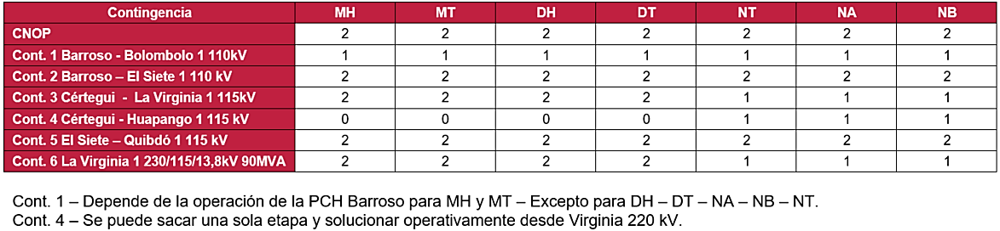 Contingencia MH MT DH DT NT NA NB
CNOP 2 2 2 2 2 2 2
Cont. 1 Barroso - Bolombolo 1 110kV 1 1 1 1 1 1 1
Cont. 2 Barroso – El Siete 1 110 kV 2 2 2 2 2 2 2
Cont. 3 Cértegui - La Virginia 1 115kV 2 2 2 2 1 1 1
Cont. 4 Cértegui - Huapango 1 115 kV 0 0 0 0 1 1 1
Cont. 5 El Siete – Quibdó 1 115 kV 2 2 2 2 2 2 2
Cont. 6 La Virginia 1 230/115/13,8kV 90MVA 2 2 2 2 1 1 1
Cont. 1 – Depende de la operación de la PCH Barroso para MH y MT – Excepto para DH – DT – NA – NB – NT.
Cont. 4 – Se puede sacar una sola etapa y solucionar operativamente desde Virginia 220 kV.